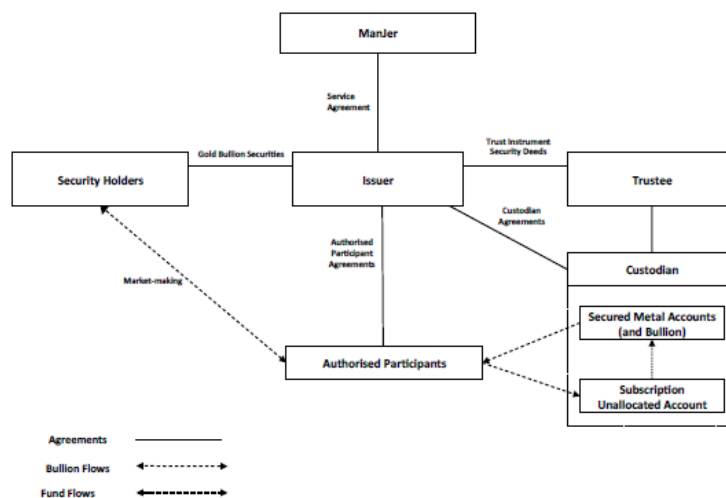 ManJer
Service
Agreement
Gold Bullion Securities
Trust Instrument
Security Deeds
Security Holders
Issuer
Trustee
Custodian
Agreements
Authorised
Participant
Agreements
Custodian
Market-making
Secured Metal Accounts
(and Bullion)
Authorised Participants
Subscription
Unallocated Account
Agreements
Bullion Flows
Fund Flows